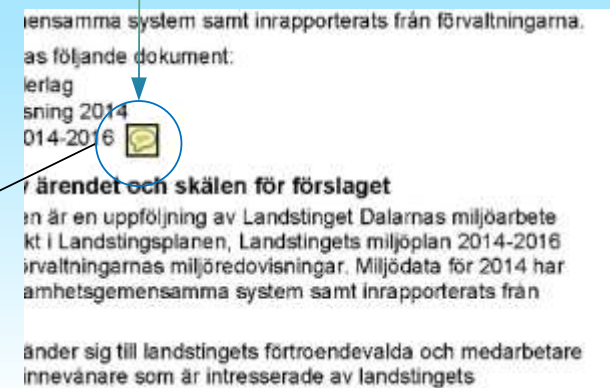 ensamma system samt inrapporterats från förvaltningarna.
as följande dokument:
erlag
sning 2014
014-2016
ärendet och skälen för förslaget
en är en uppföljning av Landstinget Dalarnas miljöarbete
kt i Landstingsplanen, Landstingets miljöplan 2014-2016
rvaltningarnas miljöredovisningar. Miljödata för 2014 har
amhetsgemensamma system samt inrapporterats från
änder sig till landstingets förtroendevalda och medarbetare
innevånare som är intresserade av landstingets